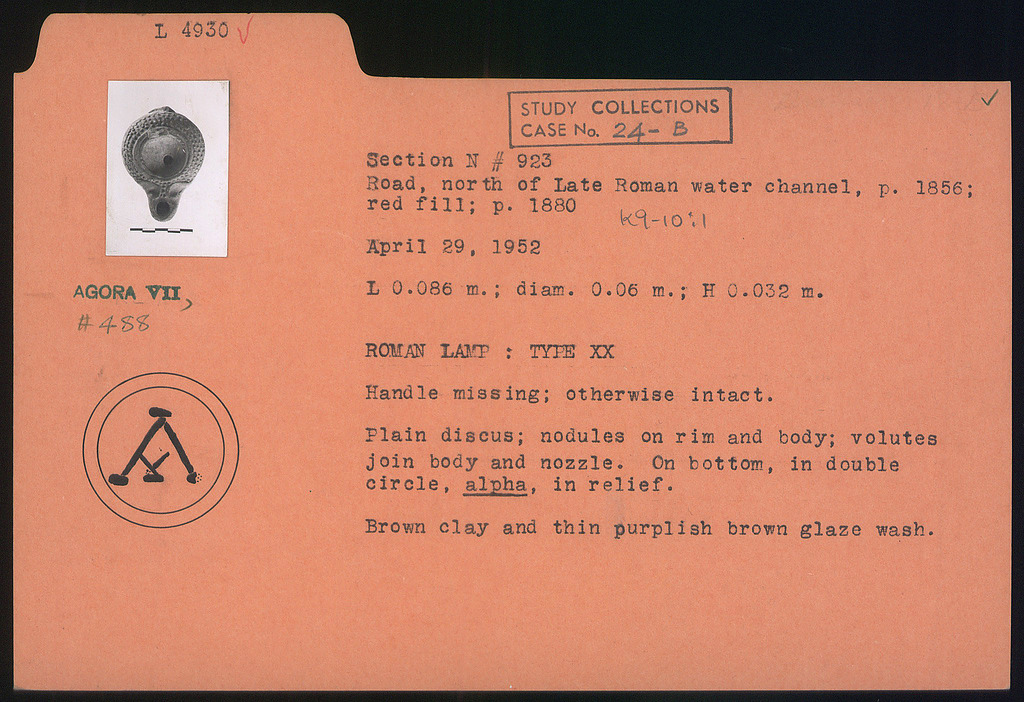 L 4930 ✓
✓
STUDY COLLECTIONS
CASE No. 24-B
Section N # 923
Road, north of Late Roman water channel, p. 1856;
red fill; p. 1880
K9-10:1
April 29, 1952
L 0.086 m.; diam. 0.06 m.; H 0.032 m.
AGORA VII,
#488
ROMAN LAMP : TYPE XX
Handle missing; otherwise intact.
Plain discus; nodules on rim and body; volutes
join body and nozzle. On bottom, in double
circle, alpha, in relief.
Brown clay and thin purplish brown glaze wash.
A